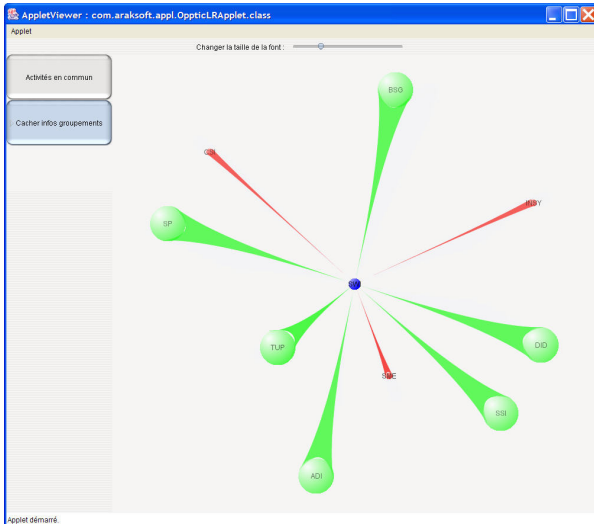 AppletViewer : com.araksoft.appl.OppticLRApplet.class
Applet
Changer la taille de la font :
Activités en commun
Cacher infos groupements
BSG
INSY
SP
TUP
DID
SSI
ADI
Applet démarré.